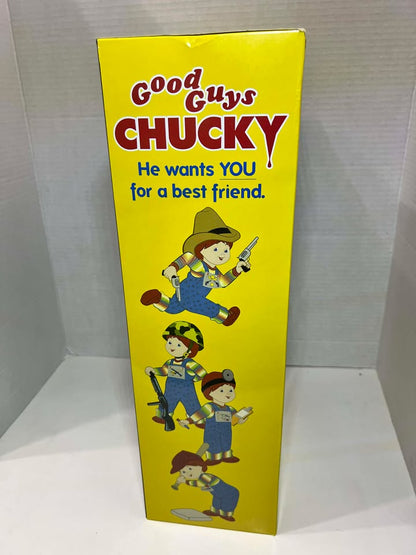 Good
Guys
CHUCKY
He wants YOU
for a best friend.